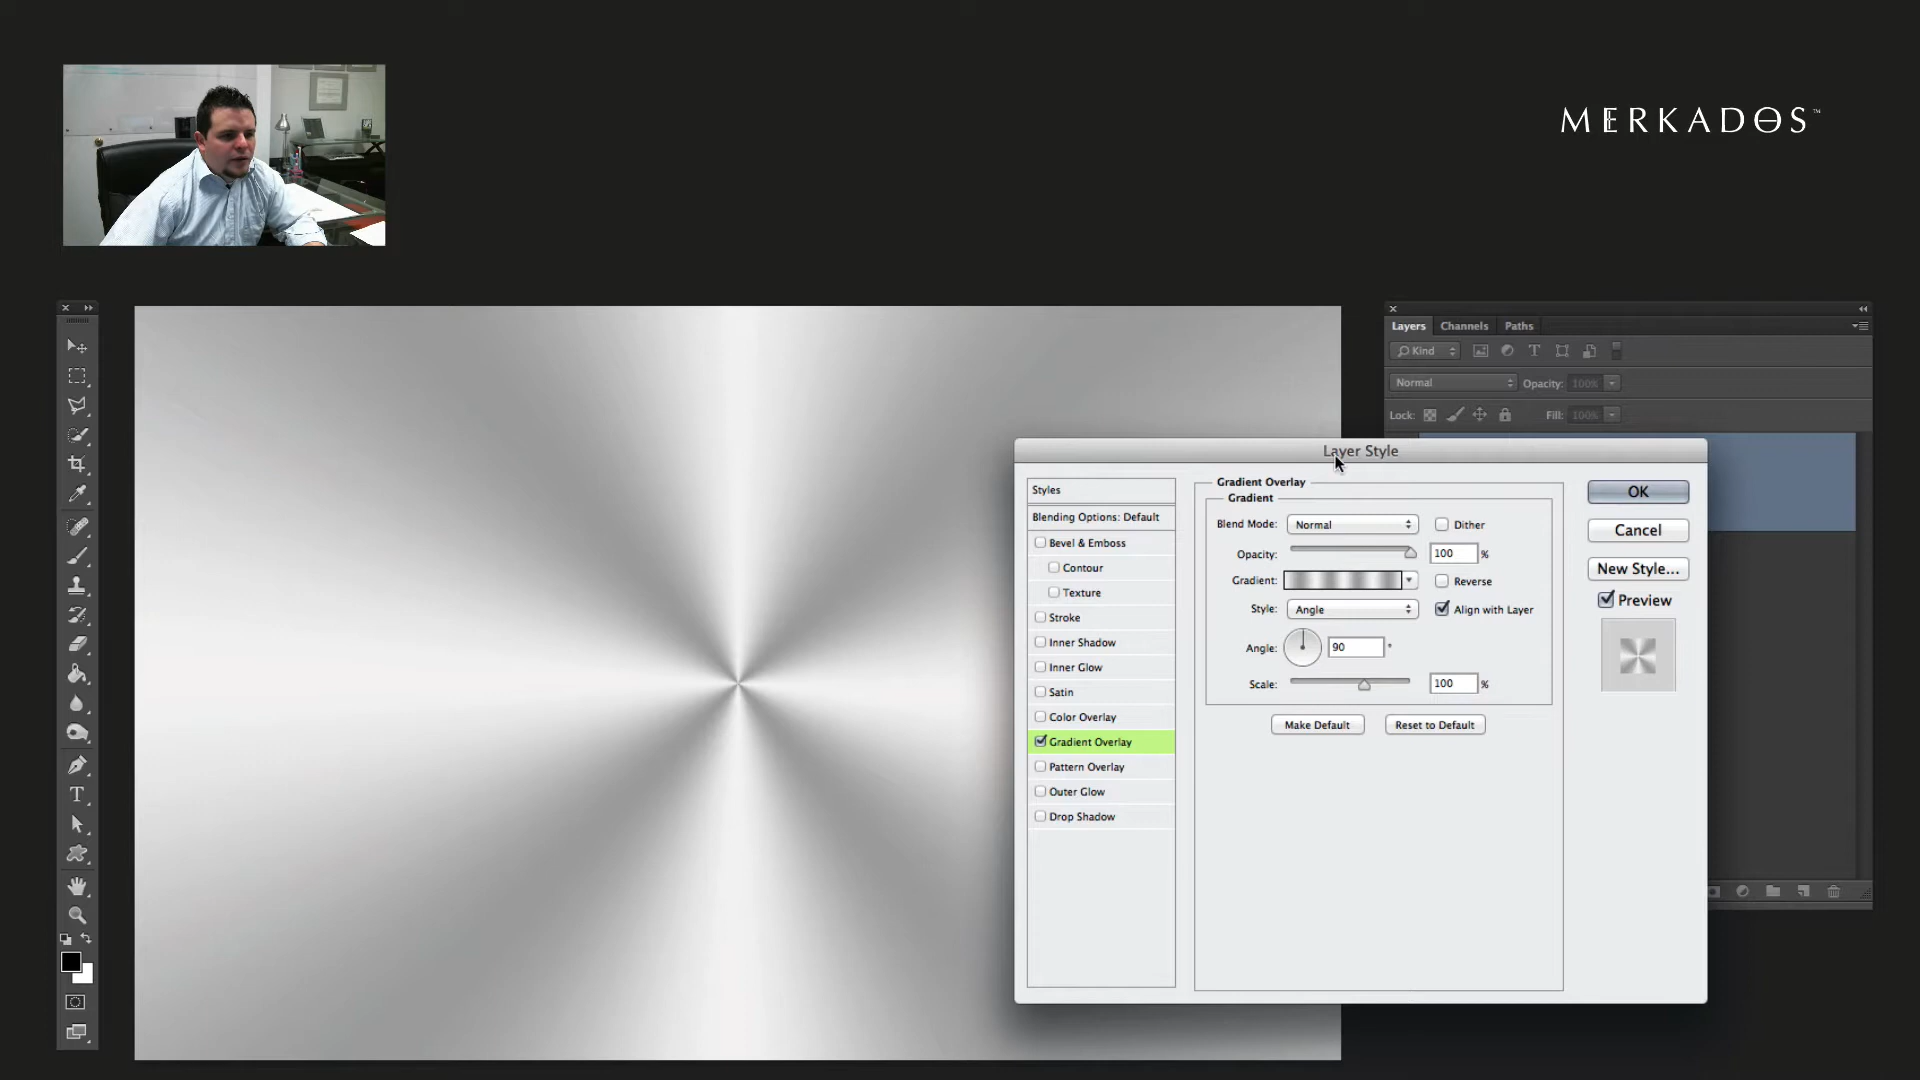 MERKADOS™
Layers Channels Paths
Kind
Normal Opacity: 100%
Lock: Fill: 100%
Layer Style
Styles
Blending Options: Default
Bevel & Emboss
Contour
Texture
Stroke
Inner Shadow
Inner Glow
Satin
Color Overlay
Gradient Overlay
Pattern Overlay
Outer Glow
Drop Shadow
Gradient Overlay
Gradient
Blend Mode: Normal Dither
Opacity: 100 %
Gradient: Reverse
Style: Angle Align with Layer
Angle: 90 °
Scale: 100 %
Make Default Reset to Default
OK
Cancel
New Style...
Preview